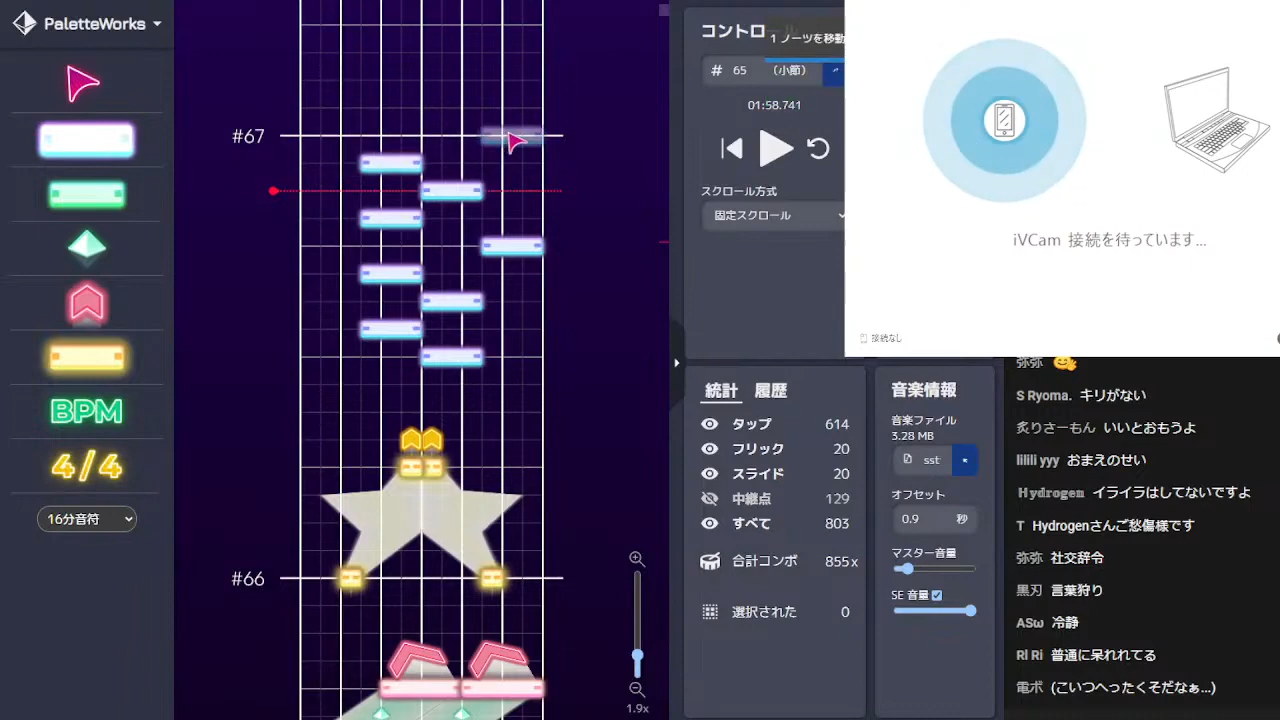 PaletteWorks
BPM
4/4
16分音符
#67
#66
1.9x
コントロ
1 ノーツを移動
# 65 (小節)
01:58.741
スクロール方式
固定スクロール
iVCam 接続を待っています...
接続なし
統計 履歴
タップ 614
フリック 20
スライド 20
中継点 129
すべて 803
合計コンボ 855x
選択された 0
音楽情報
音楽ファイル
3.28 MB
sst
オフセット
0.9 秒
マスター音量
SE 音量
弥弥 🤗
S Ryoma. キリがない
炙りさーもん いいとおもうよ
lilili yyy おまえのせい
Hydrogen イライラはしてないですよ
T Hydrogenさんご愁傷様です
弥弥 社交辞令
黒刃 言葉狩り
ASω 冷静
Rl Ri 普通に呆れれてる
電ボ (こいつへったくそだなぁ...)